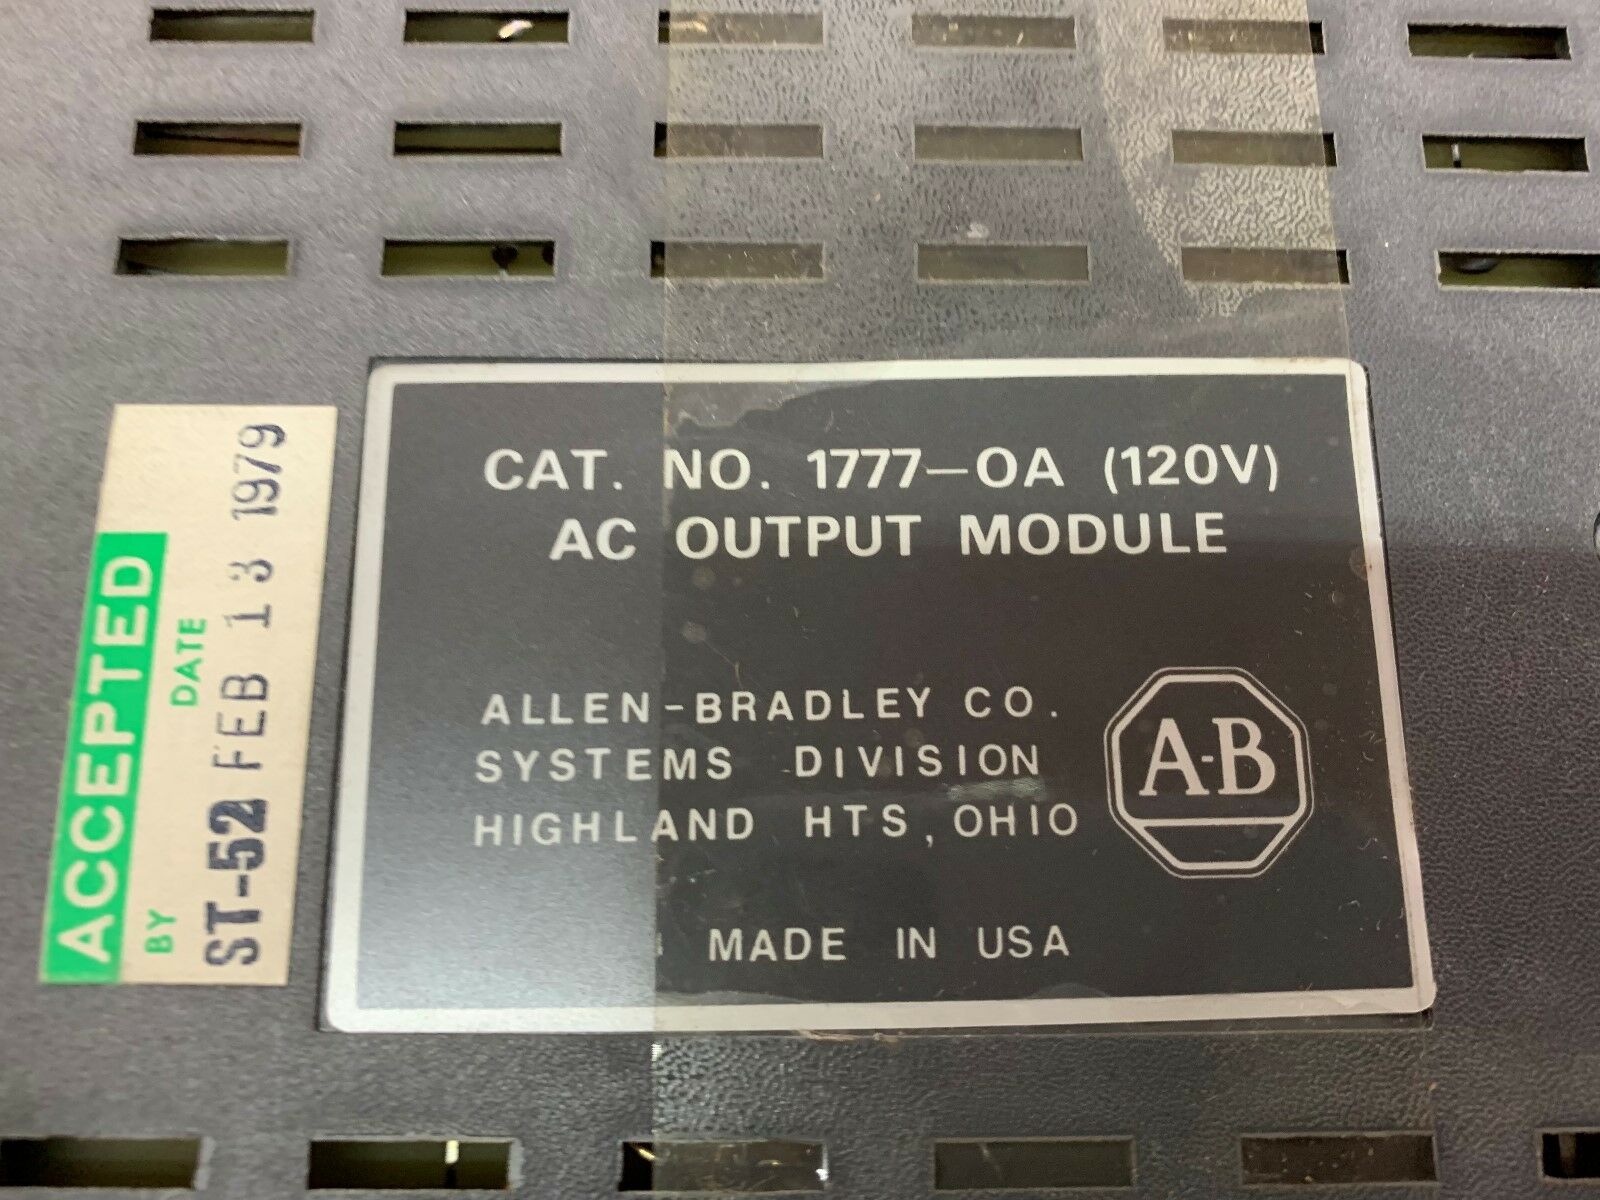 CAT. NO. 1777-OA (120V)
AC OUTPUT MODULE
ALLEN-BRADLEY CO.
SYSTEMS DIVISION
HIGHLAND HTS, OHIO
A-B
MADE IN USA
ACCEPTED
BY DATE
ST-52 FEB 13 1979